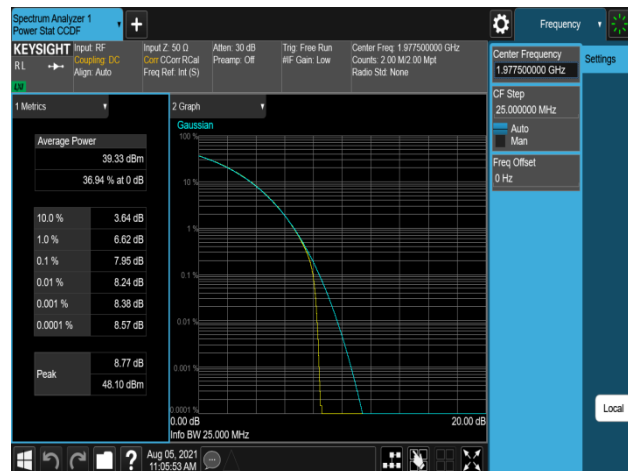 Spectrum Analyzer 1
Power Stat CCDF
Frequency
KEYSIGHT
RL
LXI
Input: RF
Coupling: DC
Align: Auto
Input Z: 50 Ω
Corr CCorr RCal
Freq Ref: Int (S)
Atten: 30 dB
Preamp: Off
Trig: Free Run
#IF Gain: Low
Center Freq: 1.977500000 GHz
Counts: 2.00 M/2.00 Mpt
Radio Std: None
Center Frequency
1.977500000 GHz
Settings
CF Step
25.000000 MHz
Auto
Man
Freq Offset
0 Hz
Local
1 Metrics
Average Power
39.33 dBm
36.94 % at 0 dB
10.0 % 3.64 dB
1.0 % 6.62 dB
0.1 % 7.95 dB
0.01 % 8.24 dB
0.001 % 8.38 dB
0.0001 % 8.57 dB
Peak
8.77 dB
48.10 dBm
2 Graph
Gaussian
100 %
10 %
1 %
0.1 %
0.01 %
0.001 %
0.0001 %
0.00 dB
20.00 dB
Info BW 25.000 MHz
?
Aug 05, 2021
11:05:53 AM